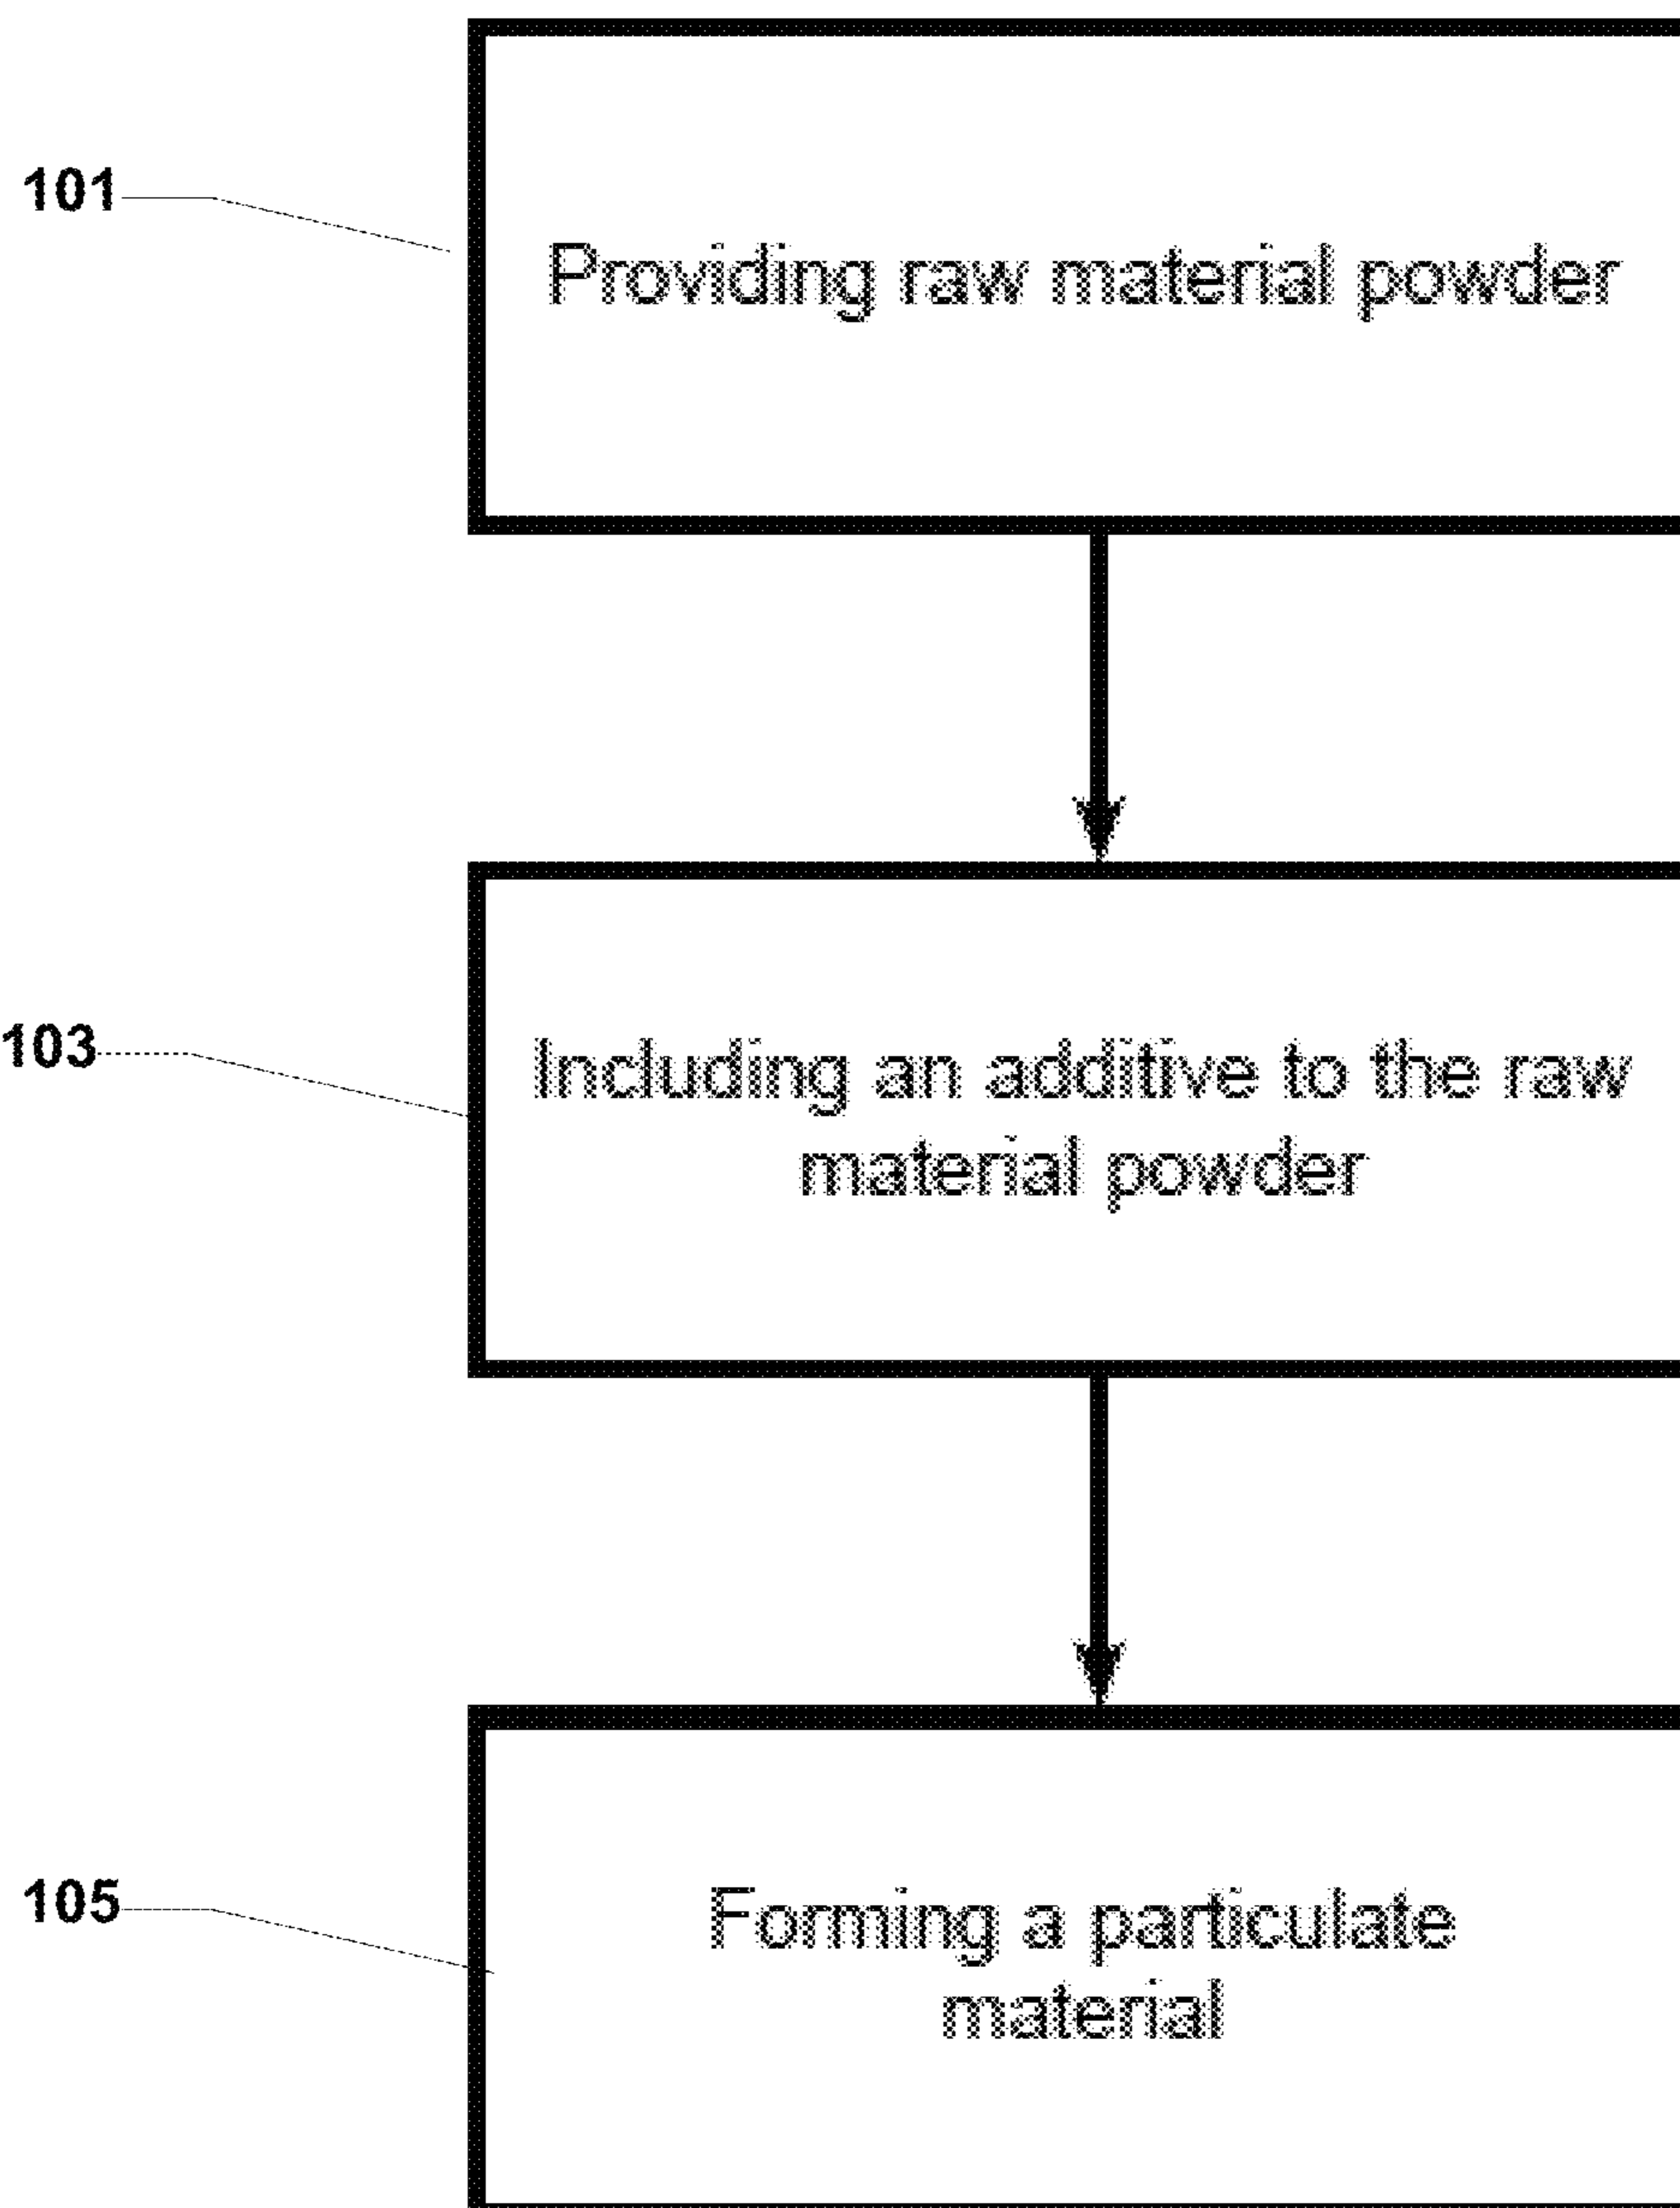 101
Providing raw material powder
103
Including an additive to the raw
material powder
105
Forming a particulate
material